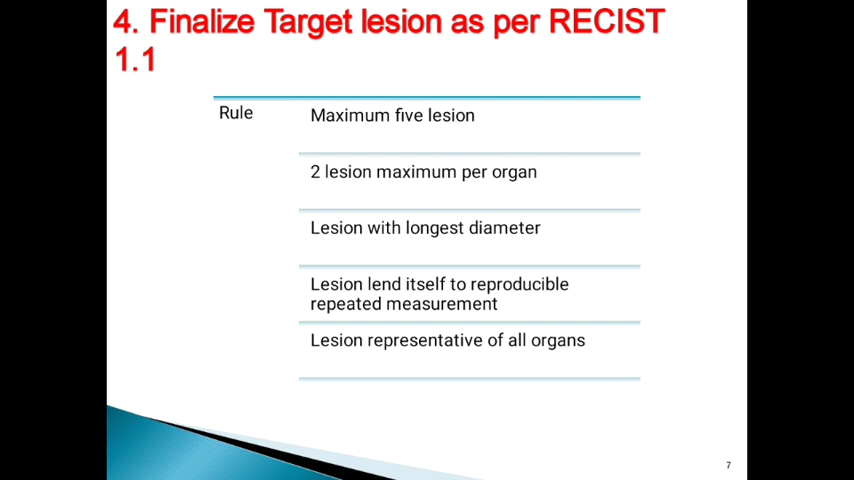 4. Finalize Target lesion as per RECIST
1.1
Rule
Maximum five lesion
2 lesion maximum per organ
Lesion with longest diameter
Lesion lend itself to reproducible
repeated measurement
Lesion representative of all organs
7